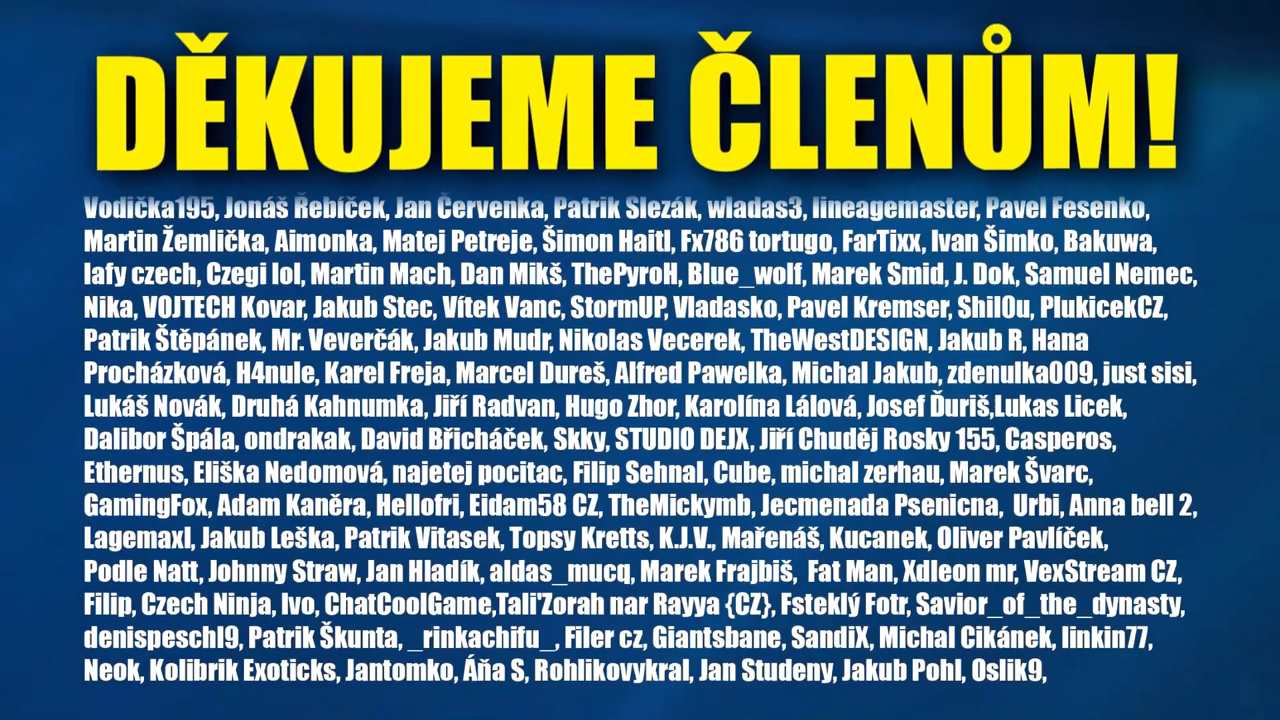 DĚKUJEME ČLENŮM!
Vodička195, Jonáš Řebíček, Jan Červenka, Patrik Slezák, wladas3, lineagemaster, Pavel Fesenko,
Martin Žemlička, Aimonka, Matej Petreje, Šimon Haitl, Fx786 tortugo, FarTixx, Ivan Šimko, Bakuwa,
lafy czech, Czegi lol, Martin Mach, Dan Mikš, ThePyroH, Blue_wolf, Marek Smid, J. Dok, Samuel Nemec,
Nika, VOJTECH Kovar, Jakub Stec, Vítek Vanc, StormUP, Vladasko, Pavel Kremser, Shil0u, PlukicekCZ,
Patrik Štěpánek, Mr. Veverčák, Jakub Mudr, Nikolas Vecerek, TheWestDESIGN, Jakub R, Hana
Procházková, H4nule, Karel Freja, Marcel Dureš, Alfred Pawelka, Michal Jakub, zdenulka009, just sisi,
Lukáš Novák, Druhá Kahnumka, Jiří Radvan, Hugo Zhor, Karolína Lálová, Josef Ďuriš,Lukas Licek,
Dalibor Špála, ondrakak, David Břicháček, Skky, STUDIO DEJX, Jiří Chuděj Rosky 155, Casperos,
Ethernus, Eliška Nedomová, najetej pocitac, Filip Sehnal, Cube, michal zerhau, Marek Švarc,
GamingFox, Adam Kaněra, Hellofri, Eidam58 CZ, TheMickymb, Jecmenada Psenicna,  Urbi, Anna bell 2,
Lagemaxl, Jakub Leška, Patrik Vitasek, Topsy Kretts, K.J.V., Mařenáš, Kucanek, Oliver Pavlíček,
Podle Natt, Johnny Straw, Jan Hladík, aldas_mucq, Marek Frajbiš,  Fat Man, Xdleon mr, VexStream CZ,
Filip, Czech Ninja, Ivo, ChatCoolGame,Tali'Zorah nar Rayya {CZ}, Fsteklý Fotr, Savior_of_the_dynasty,
denispeschl9, Patrik Škunta, _rinkachifu_, Filer cz, Giantsbane, SandiX, Michal Cikánek, linkin77,
Neok, Kolibrik Exoticks, Jantomko, Áňa S, Rohlikovykral, Jan Studeny, Jakub Pohl, Oslik9,